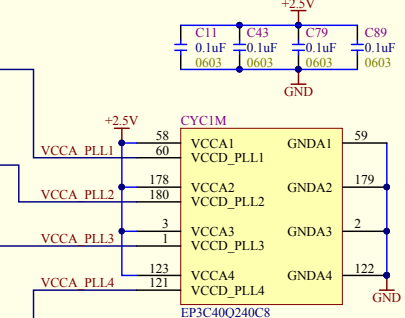 +2.5V
C11 C43 C79 C89
0.1uF 0.1uF 0.1uF 0.1uF
0603 0603 0603 0603
GND
+2.5V
CYC1M
58 VCCA1 GNDA1 59
VCCA_PLL1 60 VCCD_PLL1
178 VCCA2 GNDA2 179
VCCA_PLL2 180 VCCD_PLL2
3 VCCA3 GNDA3 2
VCCA_PLL3 1 VCCD_PLL3
123 VCCA4 GNDA4 122
VCCA_PLL4 121 VCCD_PLL4
GND
EP3C40Q240C8